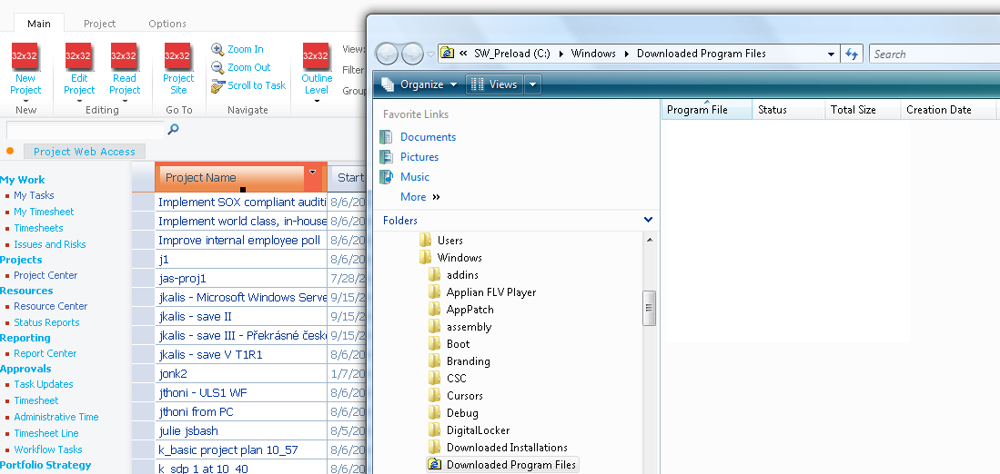 Main Project Options
32x32 32x32 32x32 32x32 32x32
New Project
Edit Project
Read Project
Project Site
Zoom In
Zoom Out
Scroll to Task
Outline Level
View:
Filter
Group
New Editing Go To Navigate
Project Web Access
My Work
My Tasks
My Timesheet
Timesheets
Issues and Risks
Projects
Project Center
Resources
Resource Center
Status Reports
Reporting
Report Center
Approvals
Task Updates
Timesheet
Administrative Time
Timesheet Line
Workflow Tasks
Portfolio Strategy
Project Name Start
Implement SOX compliant auditi 8/6/20
Implement world class, in-house 8/6/20
Improve internal employee poll 8/6/20
j1 8/6/20
jas-proj1 7/28/2
jkalis - Microsoft Windows Serve 9/15/2
jkalis - save II 9/15/2
jkalis - save III - Překrásné česke 9/15/2
jkalis - save V T1R1 8/6/20
jonk2 1/7/20
jthoni - ULS1 WF 8/6/20
jthoni from PC 8/6/20
julie jsbash 8/5/20
k_basic project plan 10_57 8/6/20
k_sdp 1 at 10_40 8/6/20
« SW_Preload (C:) Windows Downloaded Program Files
Search
Organize Views
Favorite Links
Documents
Pictures
Music
More »
Folders
Users
Windows
addins
Applian FLV Player
AppPatch
assembly
Boot
Branding
CSC
Cursors
Debug
DigitalLocker
Downloaded Installations
Downloaded Program Files
Program File Status Total Size Creation Date